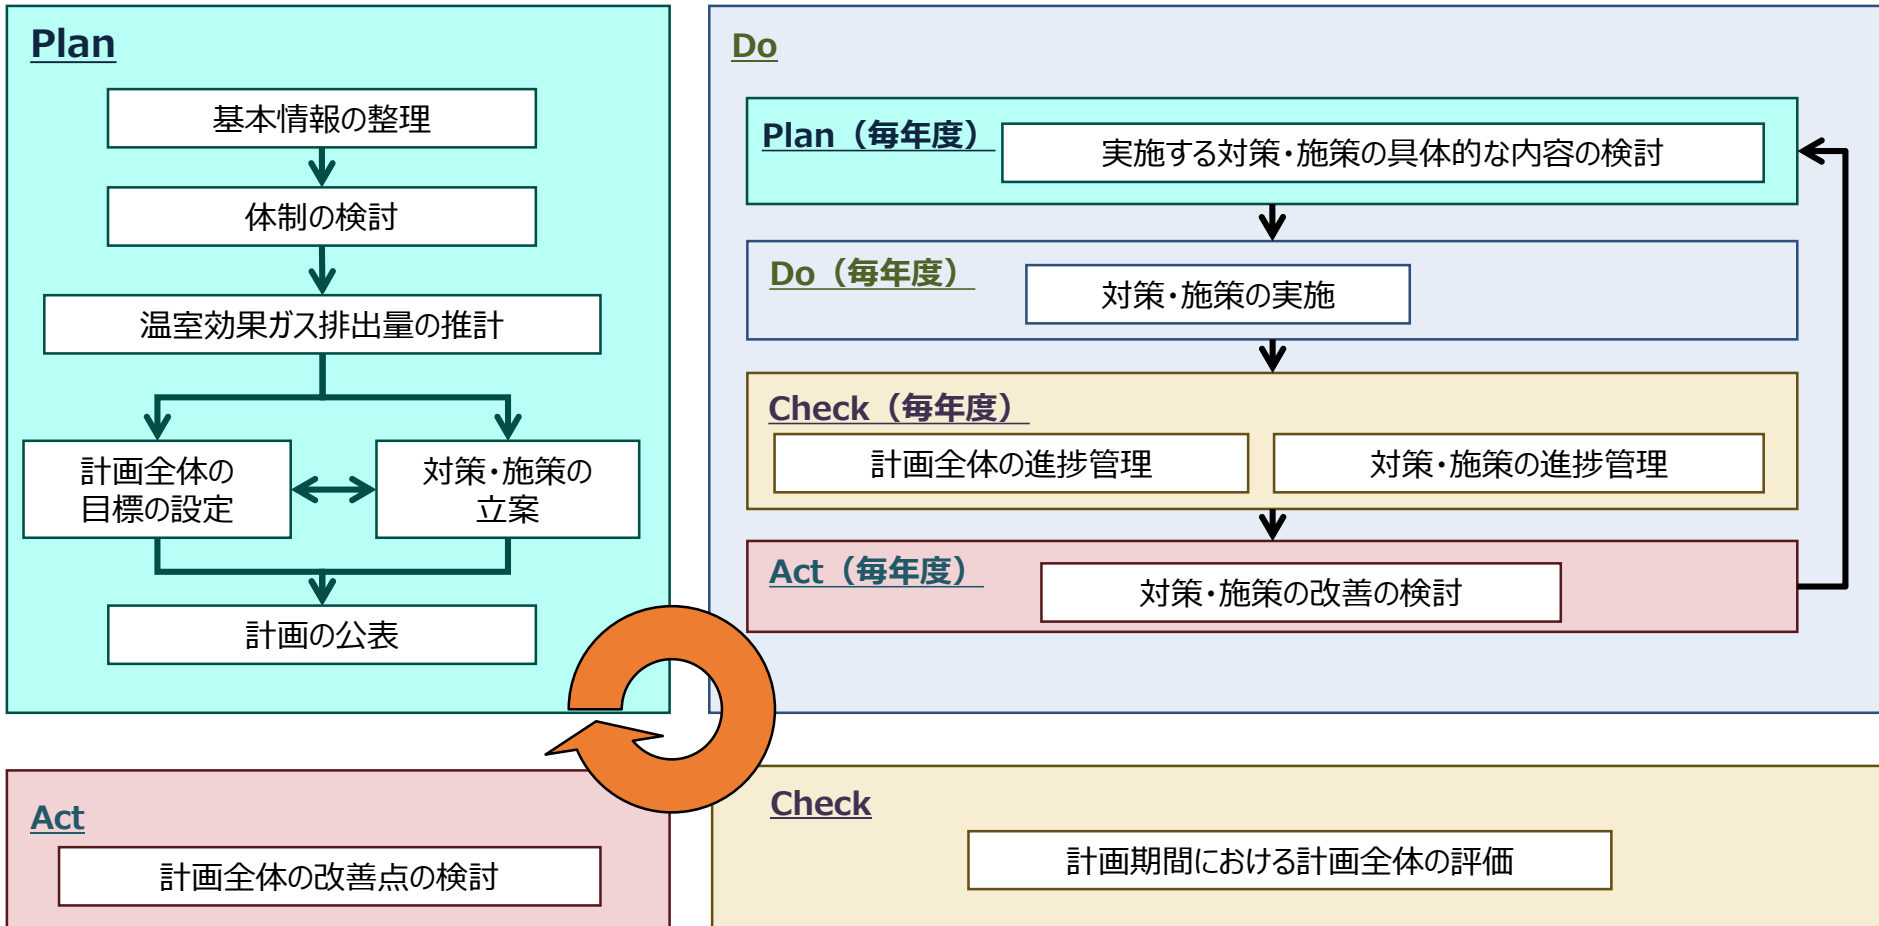 Plan
基本情報の整理
体制の検討
温室効果ガス排出量の推計
計画全体の
目標の設定
対策・施策の
立案
計画の公表
Do
Plan（毎年度）
実施する対策・施策の具体的な内容の検討
Do（毎年度）
対策・施策の実施
Check（毎年度）
計画全体の進捗管理
対策・施策の進捗管理
Act（毎年度）
対策・施策の改善の検討
Act
計画全体の改善点の検討
Check
計画期間における計画全体の評価